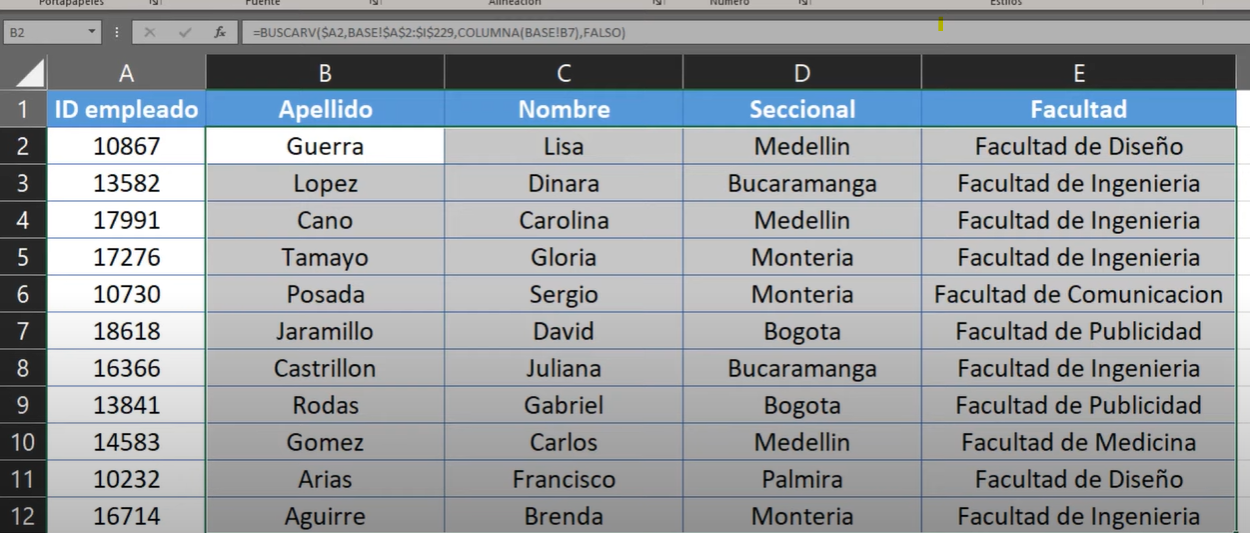 Portapapeles Fuente Alineación Número Estilos
B2 fx =BUSCARV($A2,BASE!$A$2:$I$229,COLUMNA(BASE!B7),FALSO)
A B C D E
1 ID empleado Apellido Nombre Seccional Facultad
2 10867 Guerra Lisa Medellin Facultad de Diseño
3 13582 Lopez Dinara Bucaramanga Facultad de Ingenieria
4 17991 Cano Carolina Medellin Facultad de Ingenieria
5 17276 Tamayo Gloria Monteria Facultad de Ingenieria
6 10730 Posada Sergio Monteria Facultad de Comunicacion
7 18618 Jaramillo David Bogota Facultad de Publicidad
8 16366 Castrillon Juliana Bucaramanga Facultad de Ingenieria
9 13841 Rodas Gabriel Bogota Facultad de Publicidad
10 14583 Gomez Carlos Medellin Facultad de Medicina
11 10232 Arias Francisco Palmira Facultad de Diseño
12 16714 Aguirre Brenda Monteria Facultad de Ingenieria